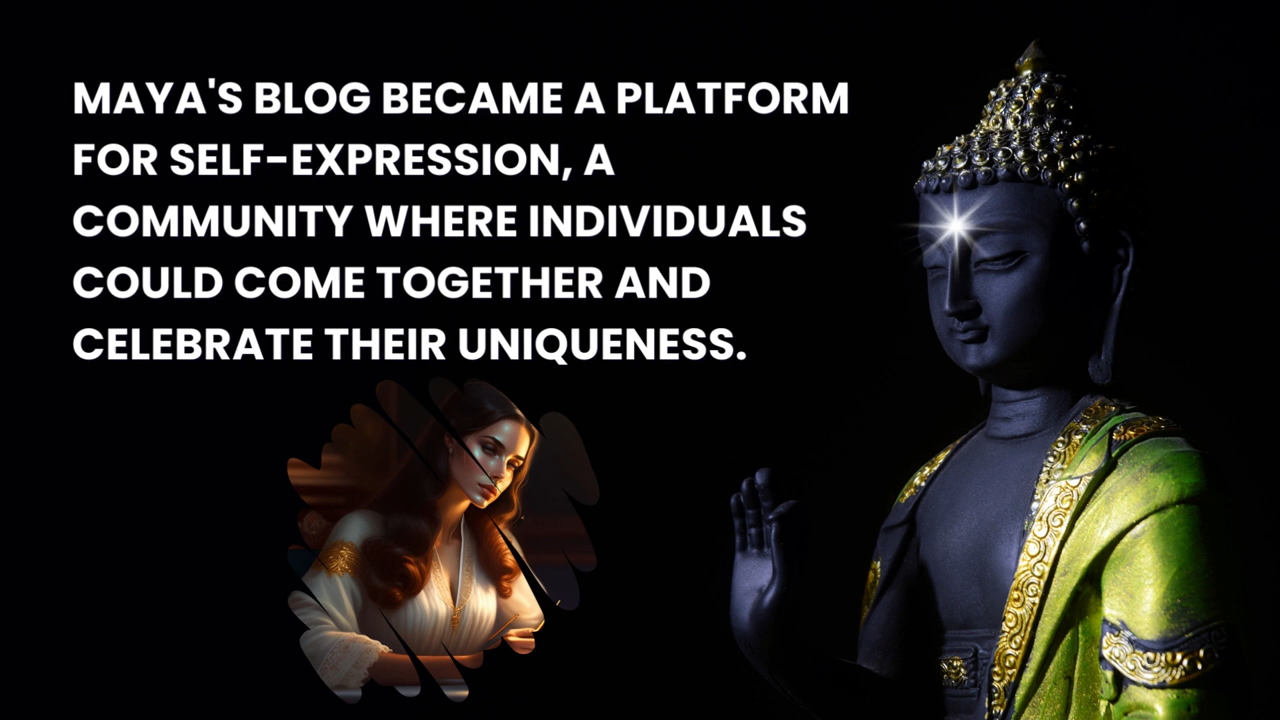 MAYA'S BLOG BECAME A PLATFORM
FOR SELF-EXPRESSION, A
COMMUNITY WHERE INDIVIDUALS
COULD COME TOGETHER AND
CELEBRATE THEIR UNIQUENESS.